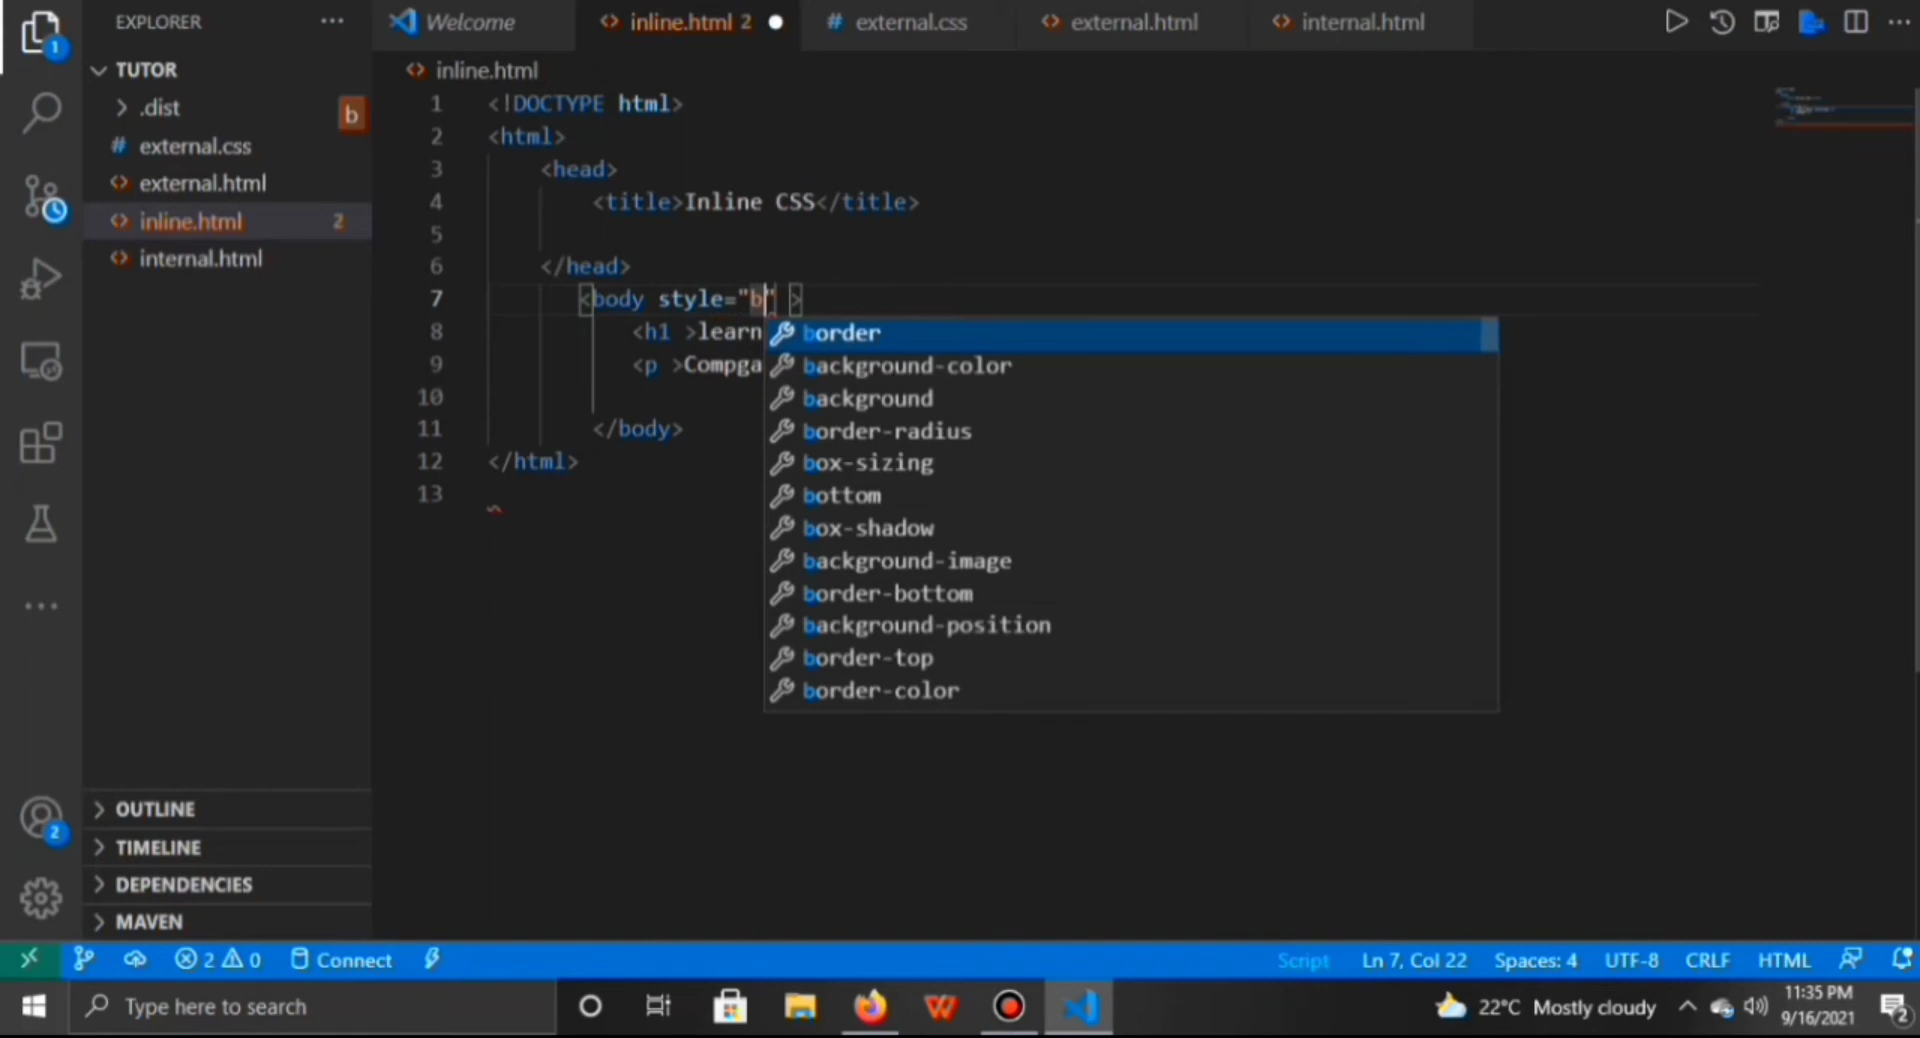 EXPLORER
Welcome
inline.html 2
# external.css
external.html
internal.html
1
TUTOR
.dist
b
# external.css
external.html
inline.html 2
internal.html
inline.html
1 <!DOCTYPE html>
2 <html>
3 <head>
4 <title>Inline CSS</title>
5
6 </head>
7 <body style="b" >
8 <h1 >learn
9 <p >Compga
10
11 </body>
12 </html>
13
border
background-color
background
border-radius
box-sizing
bottom
box-shadow
background-image
border-bottom
background-position
border-top
border-color
2
OUTLINE
TIMELINE
DEPENDENCIES
MAVEN
2 0 Connect Script Ln 7, Col 22 Spaces: 4 UTF-8 CRLF HTML
Type here to search
22°C Mostly cloudy
11:35 PM
9/16/2021
2